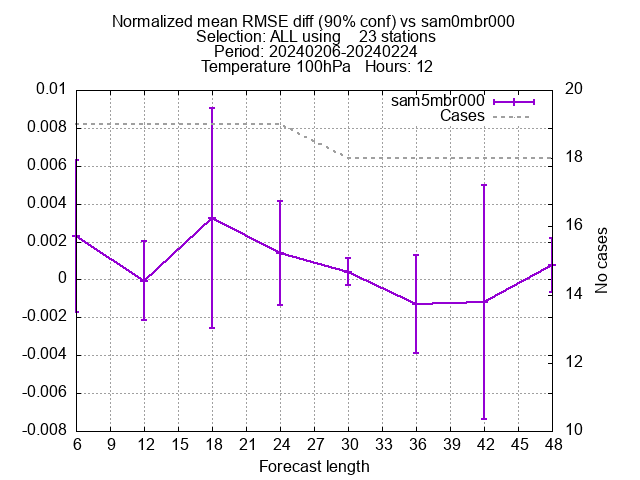 Normalized mean RMSE diff (90% conf) vs sam0mbr000
Selection: ALL using    23 stations
Period: 20240206-20240224
Temperature 100hPa   Hours: 12
sam5mbr000
Cases
0.01
0.008
0.006
0.004
0.002
0
-0.002
-0.004
-0.006
-0.008
20
18
16
14
12
10
No cases
6 9 12 15 18 21 24 27 30 33 36 39 42 45 48
Forecast length